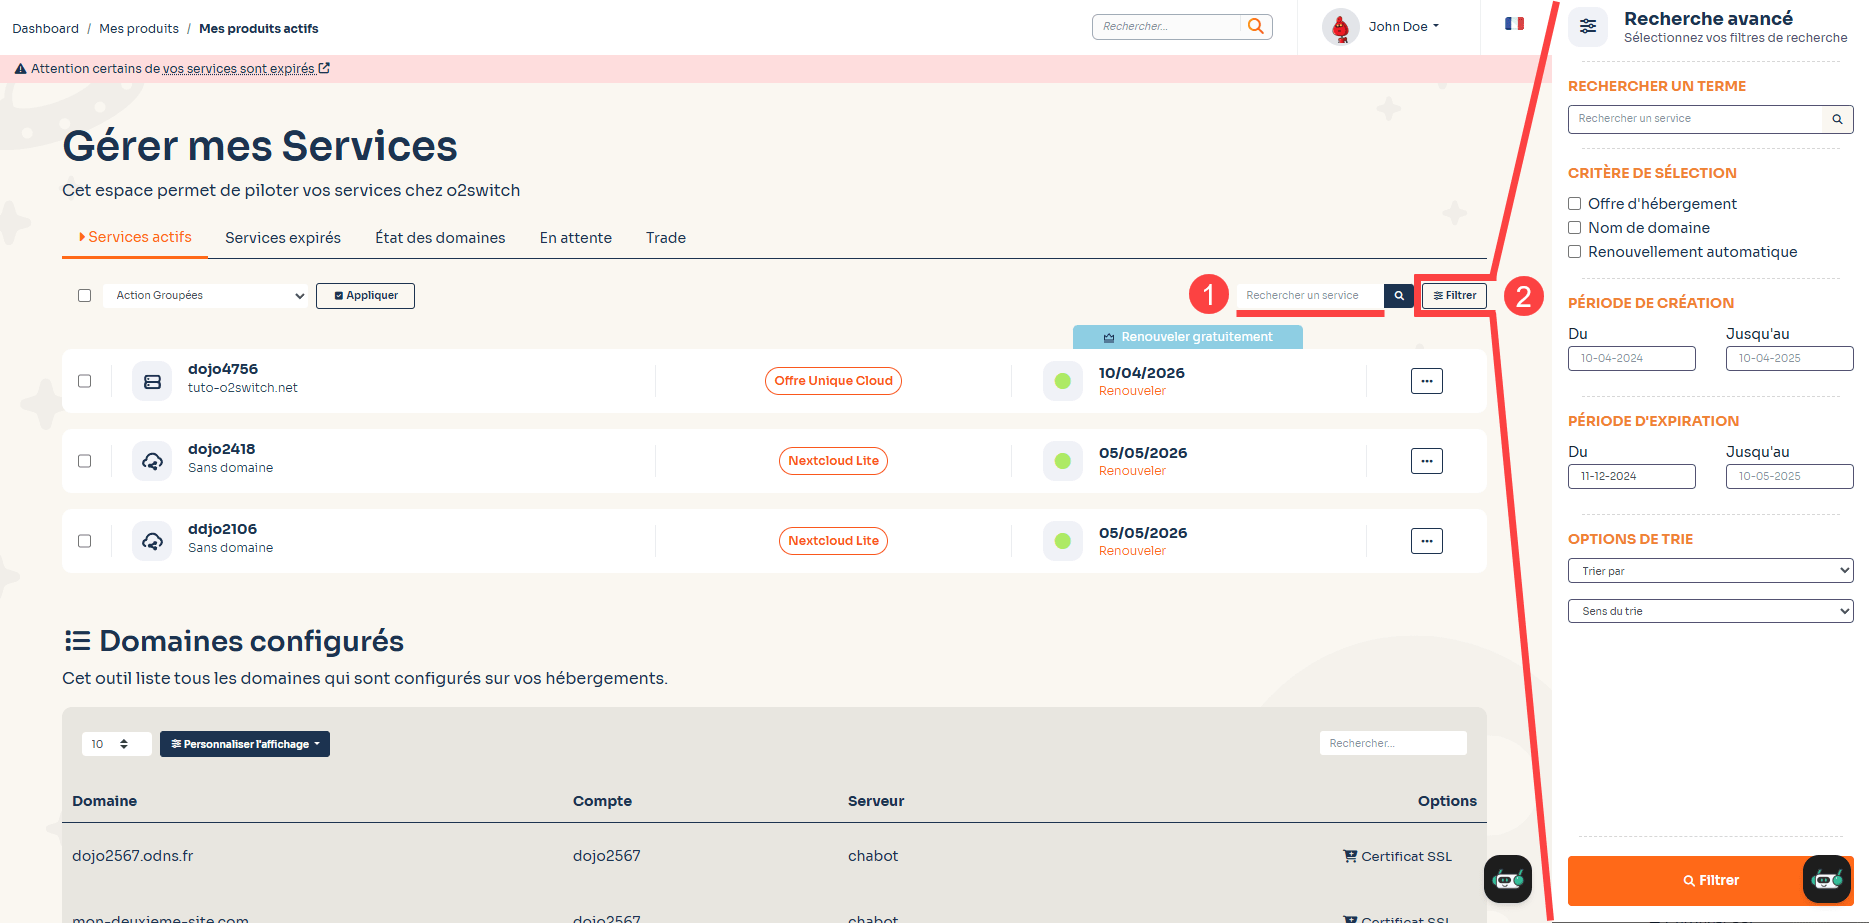 Dashboard / Mes produits / Mes produits actifs
Rechercher...
John Doe
Attention certains de vos services sont expirés
Gérer mes Services
Cet espace permet de piloter vos services chez o2switch
Services actifs
Services expirés
État des domaines
En attente
Trade
Action Groupées
Appliquer
1
Rechercher un service
Filtrer
2
Renouveler gratuitement
dojo4756
tuto-o2switch.net
Offre Unique Cloud
10/04/2026
Renouveler
dojo2418
Sans domaine
Nextcloud Lite
05/05/2026
Renouveler
ddjo2106
Sans domaine
Nextcloud Lite
05/05/2026
Renouveler
Domaines configurés
Cet outil liste tous les domaines qui sont configurés sur vos hébergements.
10
Personnaliser l'affichage
Rechercher...
Domaine Compte Serveur Options
dojo2567.odns.fr dojo2567 chabot Certificat SSL
mon-deuxieme-site.com dojo2567 chabot Certificat SSL
Recherche avancé
Sélectionnez vos filtres de recherche
RECHERCHER UN TERME
Rechercher un service
CRITÈRE DE SÉLECTION
Offre d'hébergement
Nom de domaine
Renouvellement automatique
PÉRIODE DE CRÉATION
Du Jusqu'au
10-04-2024 10-04-2025
PÉRIODE D'EXPIRATION
Du Jusqu'au
11-12-2024 10-05-2025
OPTIONS DE TRIE
Trier par
Sens du trie
Filtrer